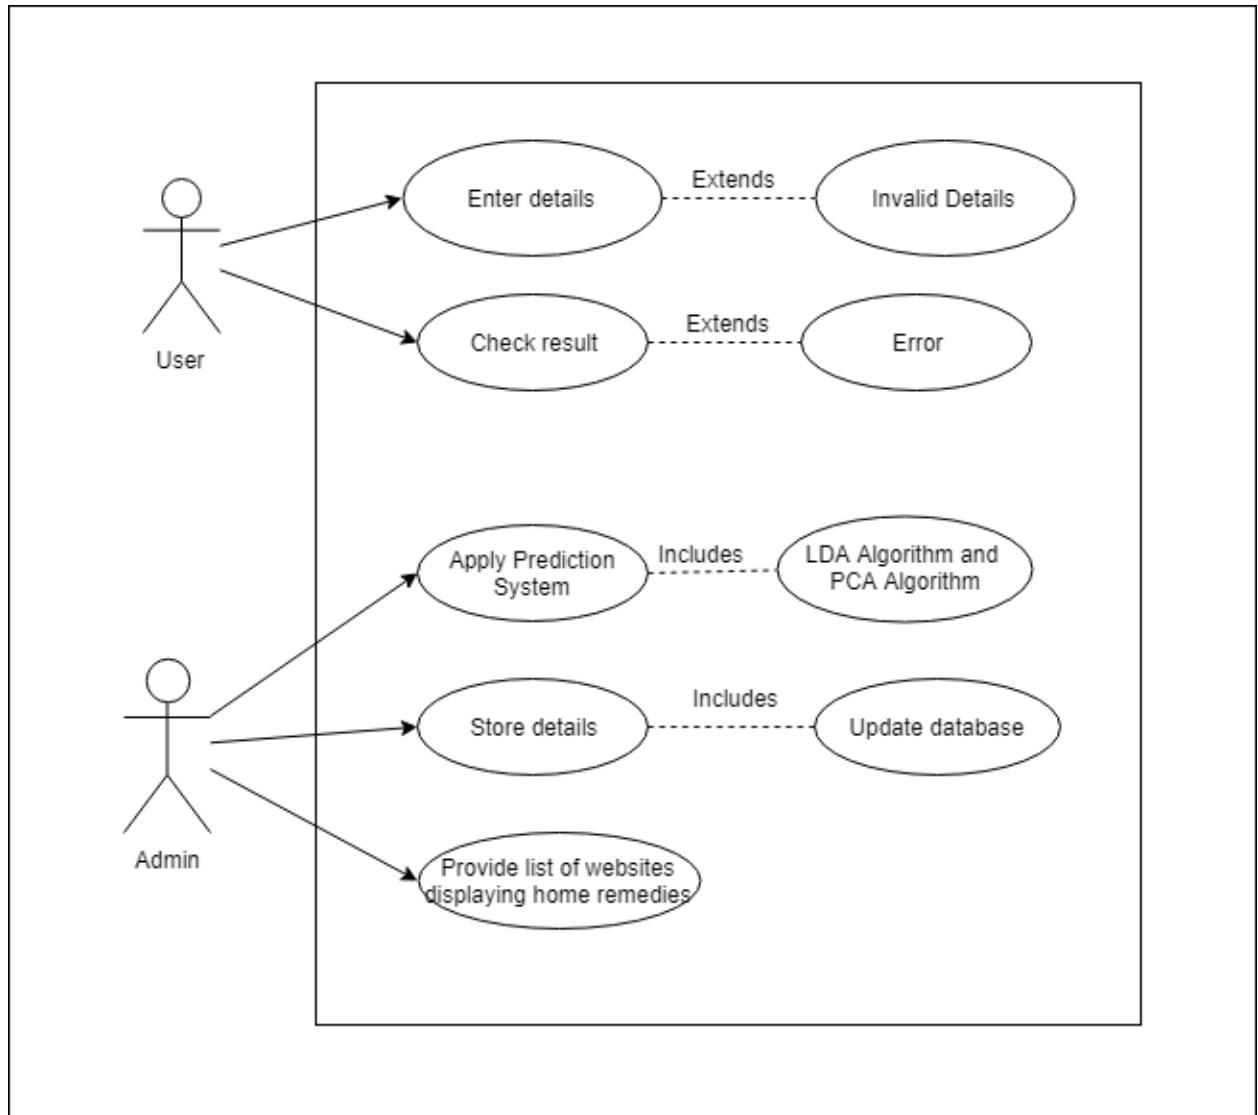 Enter details
Extends
Invalid Details
User
Check result
Extends
Error
Apply Prediction
System
Includes
LDA Algorithm and
PCA Algorithm
Admin
Store details
Includes
Update database
Provide list of websites
displaying home remedies